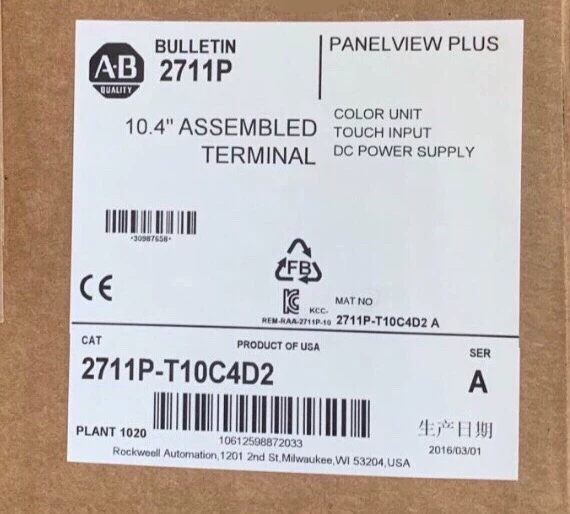 A·B
QUALITY
BULLETIN
2711P
PANELVIEW PLUS
10.4" ASSEMBLED
TERMINAL
COLOR UNIT
TOUCH INPUT
DC POWER SUPPLY
*30987658*
FB
CE
KCC-
REM-RAA-2711P-10
MAT NO
2711P-T10C4D2 A
CAT
PRODUCT OF USA
SER
2711P-T10C4D2
A
PLANT 1020
10612598872033
生产日期
2016/03/01
Rockwell Automation,1201 2nd St,Milwaukee,WI 53204,USA